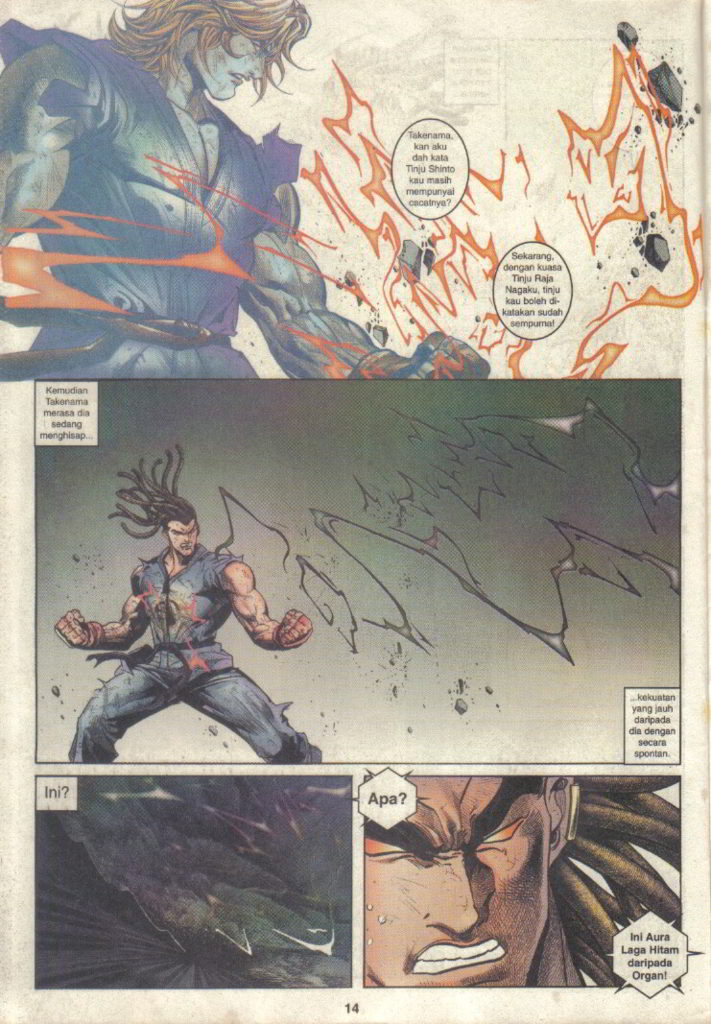 Takenama,
kan aku
dah kata
Tinju Shinto
kau masih
mempunyai
cacatnya?
Sekarang,
dengan kuasa
Tinju Raja
Nagaku, tinju
kau boleh di-
katakan sudah
sempurna!
Kemudian
Takenama
merasa dia
sedang
menghisap...
...kekuatan
yang jauh
daripada
dia dengan
secara
spontan.
Ini?
Apa?
Ini Aura
Laga Hitam
daripada
Organ!
14